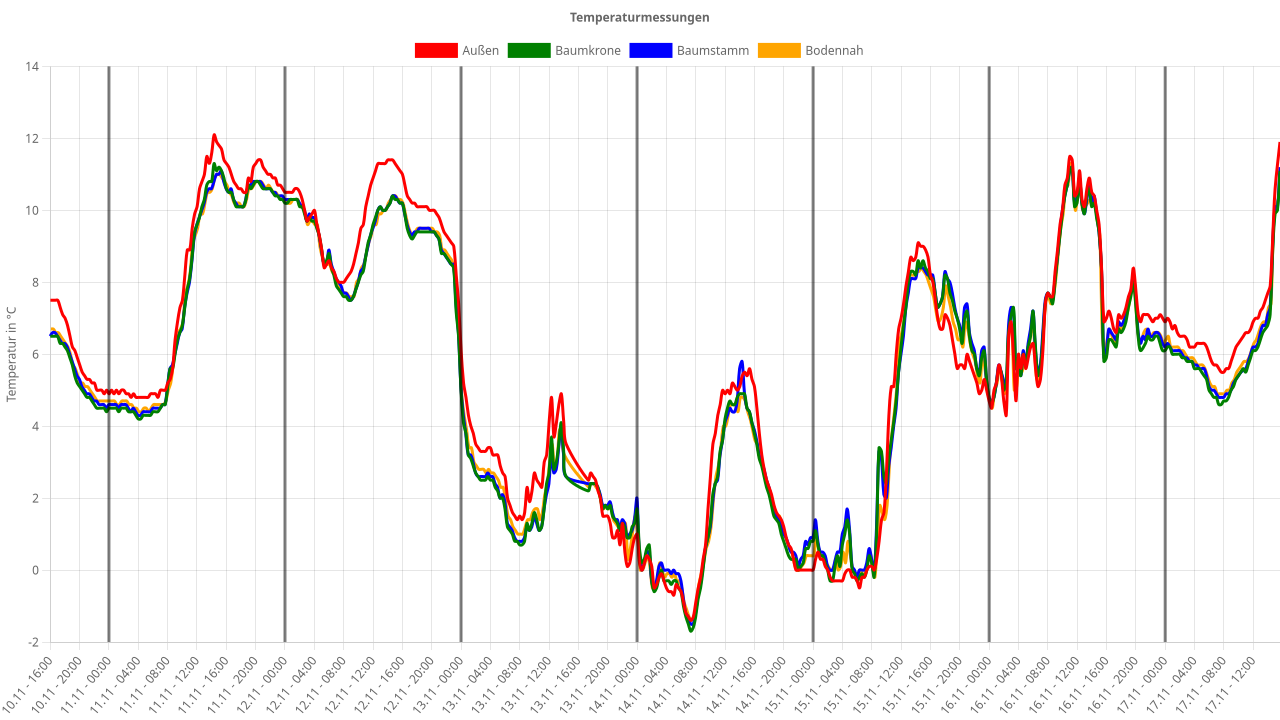 Temperaturmessungen
Außen Baumkrone Baumstamm Bodennah
Temperatur in °C
14
12
10
8
6
4
2
0
-2
10.11 - 16:00
10.11 - 20:00
11.11 - 00:00
11.11 - 04:00
11.11 - 08:00
11.11 - 12:00
11.11 - 16:00
11.11 - 20:00
12.11 - 00:00
12.11 - 04:00
12.11 - 08:00
12.11 - 12:00
12.11 - 16:00
12.11 - 20:00
13.11 - 00:00
13.11 - 04:00
13.11 - 08:00
13.11 - 12:00
13.11 - 16:00
13.11 - 20:00
14.11 - 00:00
14.11 - 04:00
14.11 - 08:00
14.11 - 12:00
14.11 - 16:00
14.11 - 20:00
15.11 - 00:00
15.11 - 04:00
15.11 - 08:00
15.11 - 12:00
15.11 - 16:00
15.11 - 20:00
16.11 - 00:00
16.11 - 04:00
16.11 - 08:00
16.11 - 12:00
16.11 - 16:00
16.11 - 20:00
17.11 - 00:00
17.11 - 04:00
17.11 - 08:00
17.11 - 12:00